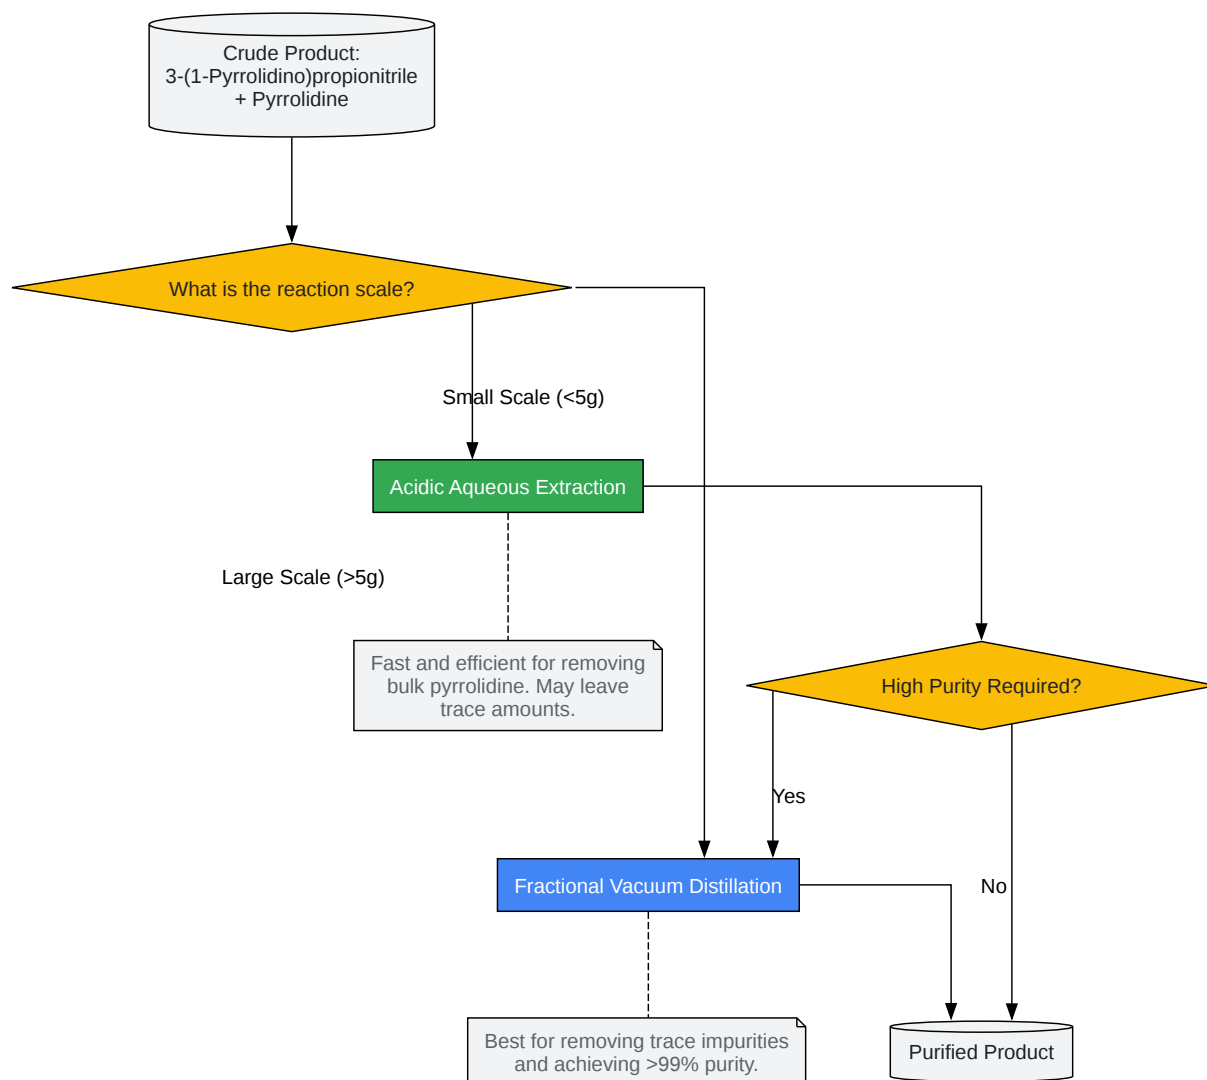 Crude Product:
3-(1-Pyrrolidino)propionitrile
+ Pyrrolidine
What is the reaction scale?
Small Scale (<5g)
Acidic Aqueous Extraction
Large Scale (>5g)
Fast and efficient for removing
bulk pyrrolidine. May leave
trace amounts.
High Purity Required?
Yes
Fractional Vacuum Distillation
No
Best for removing trace impurities
and achieving >99% purity.
Purified Product